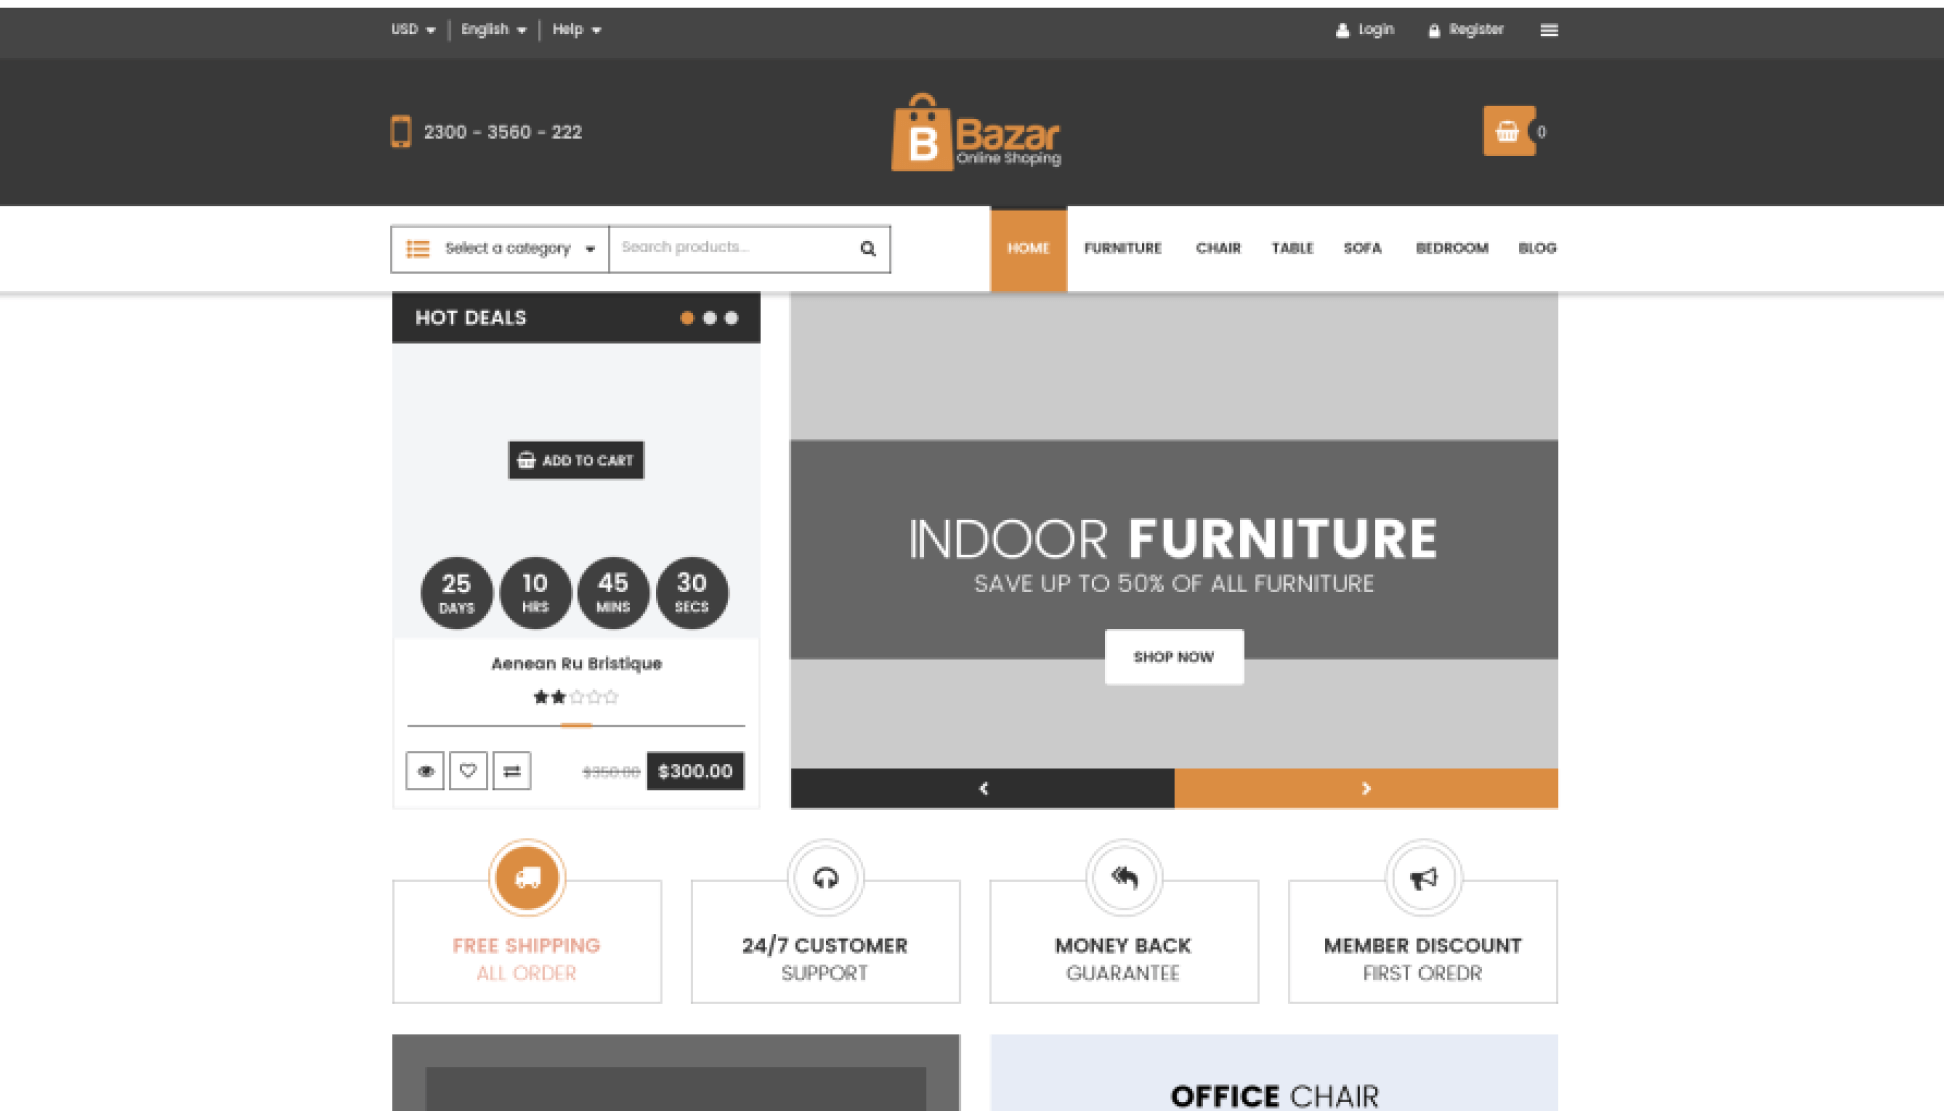 USD English Help Login Register
2300 - 3560 - 222
B Bazar
Online Shoping
0
Select a category Search products... HOME FURNITURE CHAIR TABLE SOFA BEDROOM BLOG
HOT DEALS
ADD TO CART
25 10 45 30
DAYS HRS MINS SECS
Aenean Ru Bristique
$350.00 $300.00
INDOOR FURNITURE
SAVE UP TO 50% OF ALL FURNITURE
SHOP NOW
FREE SHIPPING
ALL ORDER
24/7 CUSTOMER
SUPPORT
MONEY BACK
GUARANTEE
MEMBER DISCOUNT
FIRST OREDR
OFFICE CHAIR